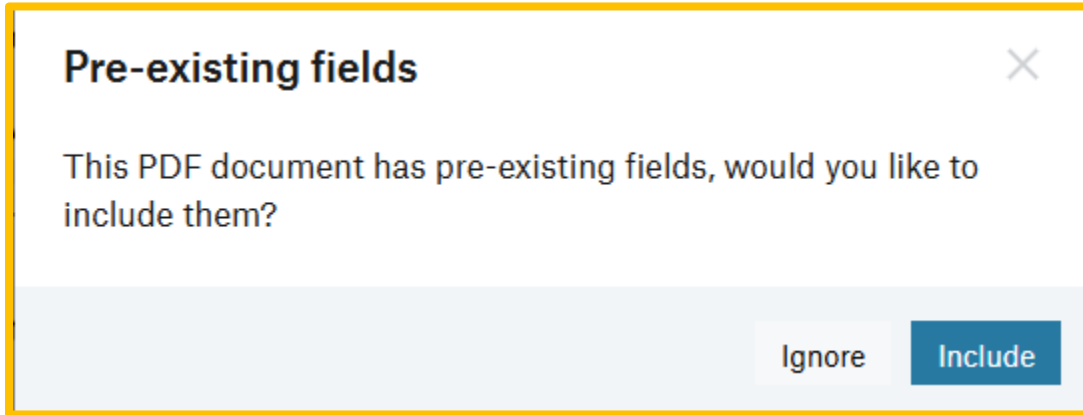 Pre-existing fields
This PDF document has pre-existing fields, would you like to
include them?
Ignore
Include